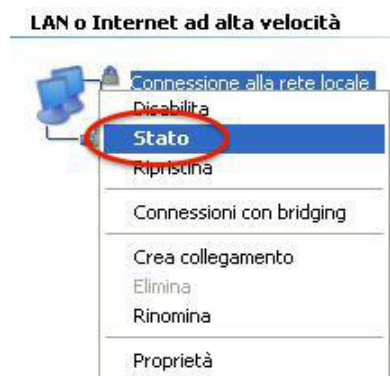 LAN o Internet ad alta velocità
Connessione alla rete locale
Disabilita
Stato
Ripristina
Connessioni con bridging
Crea collegamento
Elimina
Rinomina
Proprietà